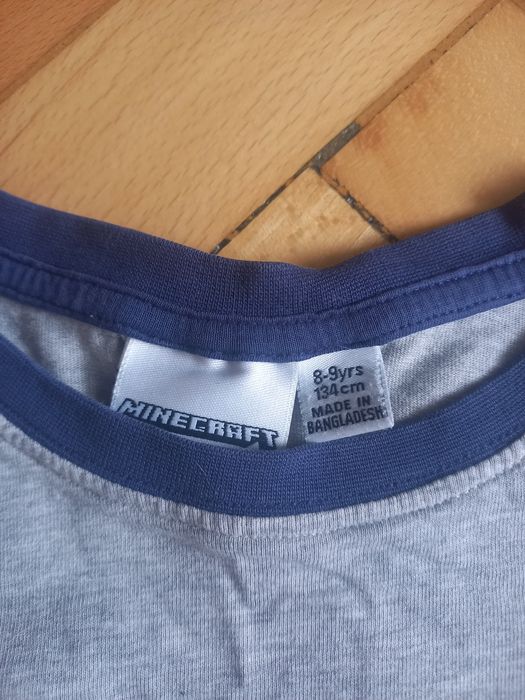 MINECRAFT
8-9yrs
134cm
MADE IN
BANGLADESH